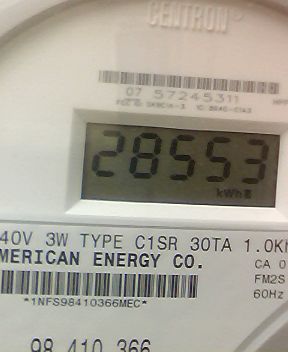 CENTRON
07 57245311
28553
kWh
40V 3W TYPE C1SR 30TA 1.0Kh
MERICAN ENERGY CO.
CA 0
FM2S
*1NFS98410366MEC*
60Hz
98 410 366